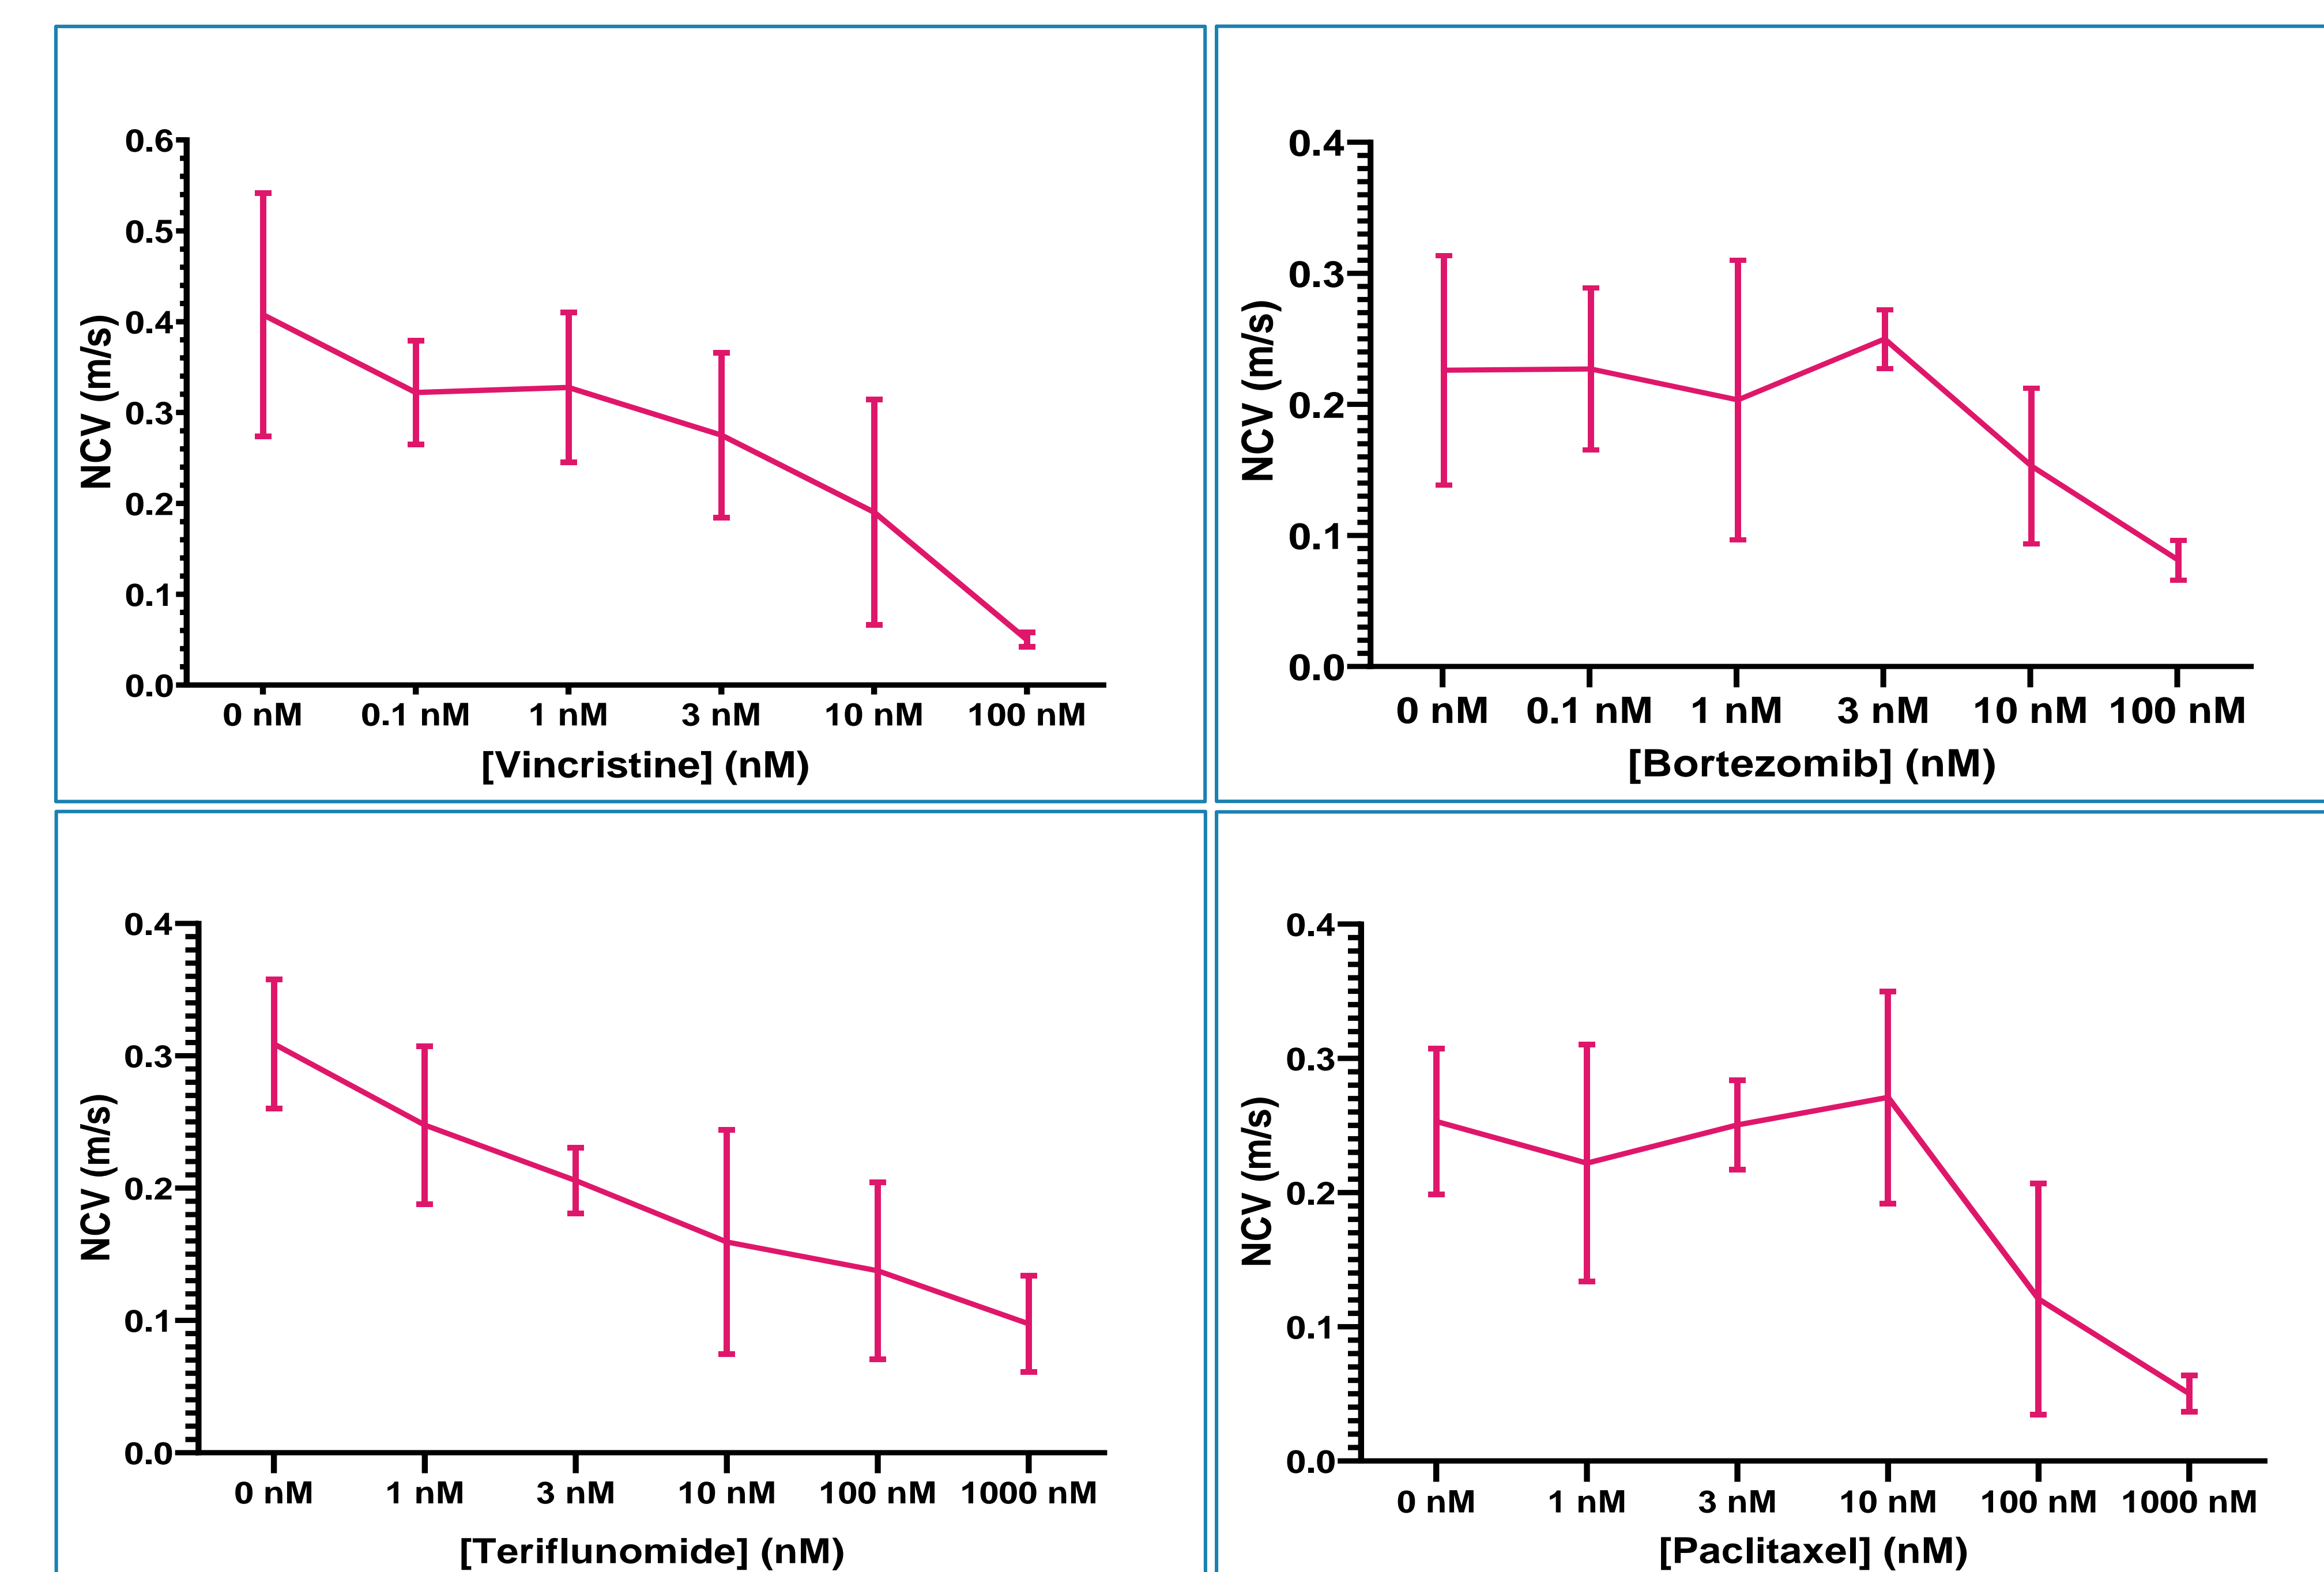 0.6
0.5
0.4
0.3
0.2
0.1
0.0
NCV (m/s)
0 nM 0.1 nM 1 nM 3 nM 10 nM 100 nM
[Vincristine] (nM)
0.4
0.3
0.2
0.1
0.0
NCV (m/s)
0 nM 0.1 nM 1 nM 3 nM 10 nM 100 nM
[Bortezomib] (nM)
0.4
0.3
0.2
0.1
0.0
NCV (m/s)
0 nM 1 nM 3 nM 10 nM 100 nM 1000 nM
[Teriflunomide] (nM)
0.4
0.3
0.2
0.1
0.0
NCV (m/s)
0 nM 1 nM 3 nM 10 nM 100 nM 1000 nM
[Paclitaxel] (nM)